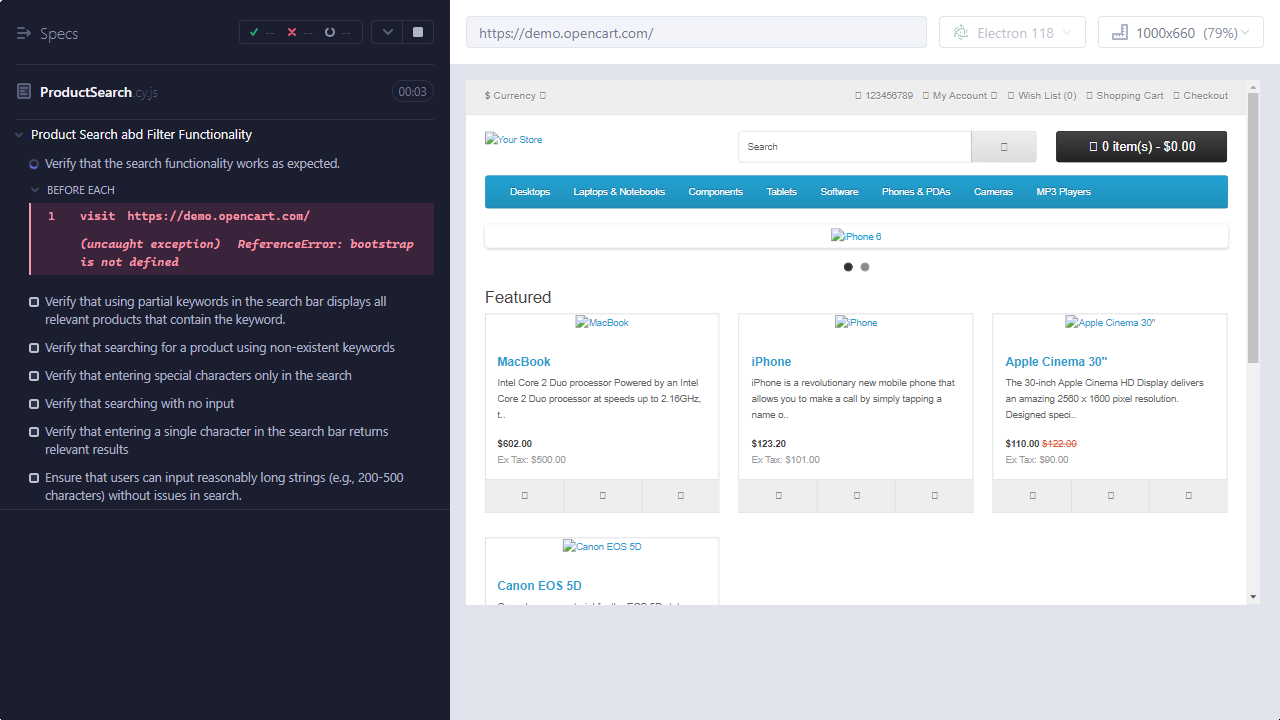 Specs
-- -- --
https://demo.opencart.com/
Electron 118
1000x660 (79%)
ProductSearch.cy.js
00:03
Product Search abd Filter Functionality
Verify that the search functionality works as expected.
BEFORE EACH
1 visit https://demo.opencart.com/
(uncaught exception) ReferenceError: bootstrap
is not defined
Verify that using partial keywords in the search bar displays all
relevant products that contain the keyword.
Verify that searching for a product using non-existent keywords
Verify that entering special characters only in the search
Verify that searching with no input
Verify that entering a single character in the search bar returns
relevant results
Ensure that users can input reasonably long strings (e.g., 200-500
characters) without issues in search.
$ Currency
123456789 My Account Wish List (0) Shopping Cart Checkout
Your Store
Search
0 item(s) - $0.00
Desktops Laptops & Notebooks Components Tablets Software Phones & PDAs Cameras MP3 Players
iPhone 6
Featured
MacBook
MacBook
Intel Core 2 Duo processor Powered by an Intel
Core 2 Duo processor at speeds up to 2.16GHz,
t..
$602.00
Ex Tax: $500.00
iPhone
iPhone
iPhone is a revolutionary new mobile phone that
allows you to make a call by simply tapping a
name o..
$123.20
Ex Tax: $101.00
Apple Cinema 30"
Apple Cinema 30"
The 30-inch Apple Cinema HD Display delivers
an amazing 2560 x 1600 pixel resolution.
Designed speci..
$110.00 $122.00
Ex Tax: $90.00
Canon EOS 5D
Canon EOS 5D